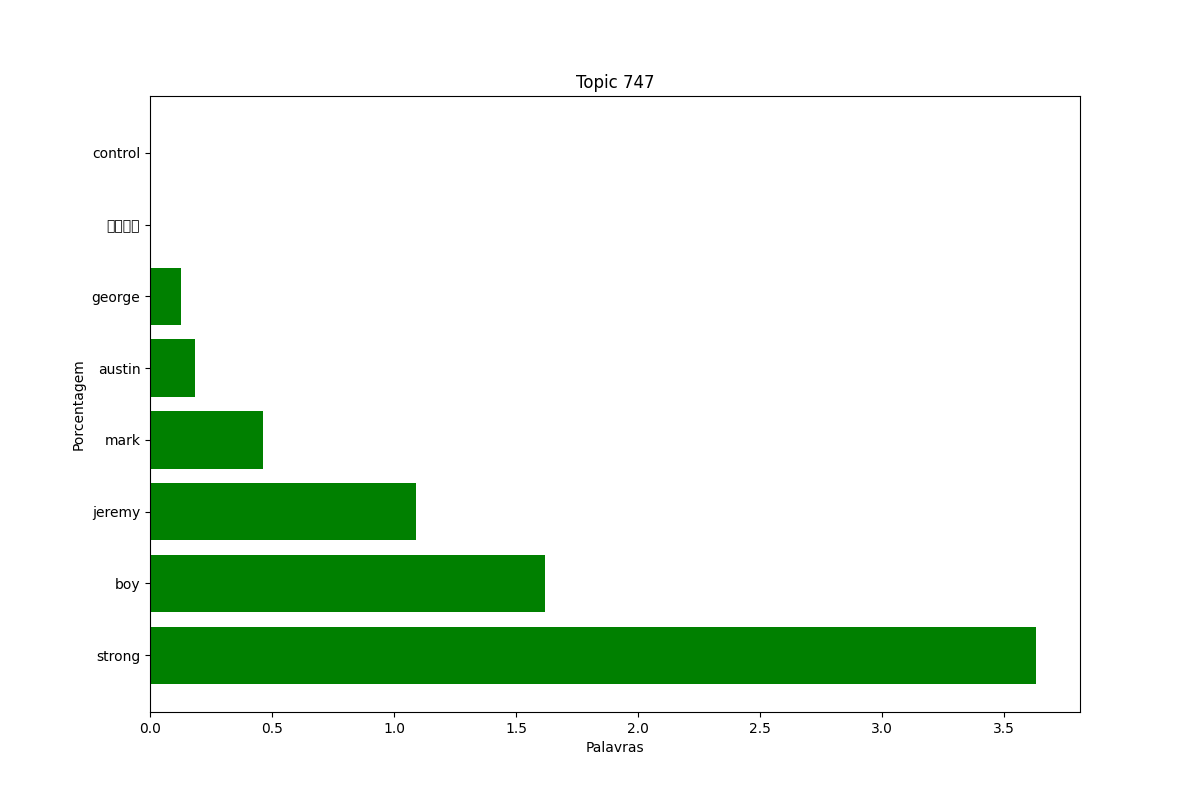 Topic 747
control
george
austin
mark
jeremy
boy
strong
Porcentagem
0.0 0.5 1.0 1.5 2.0 2.5 3.0 3.5
Palavras